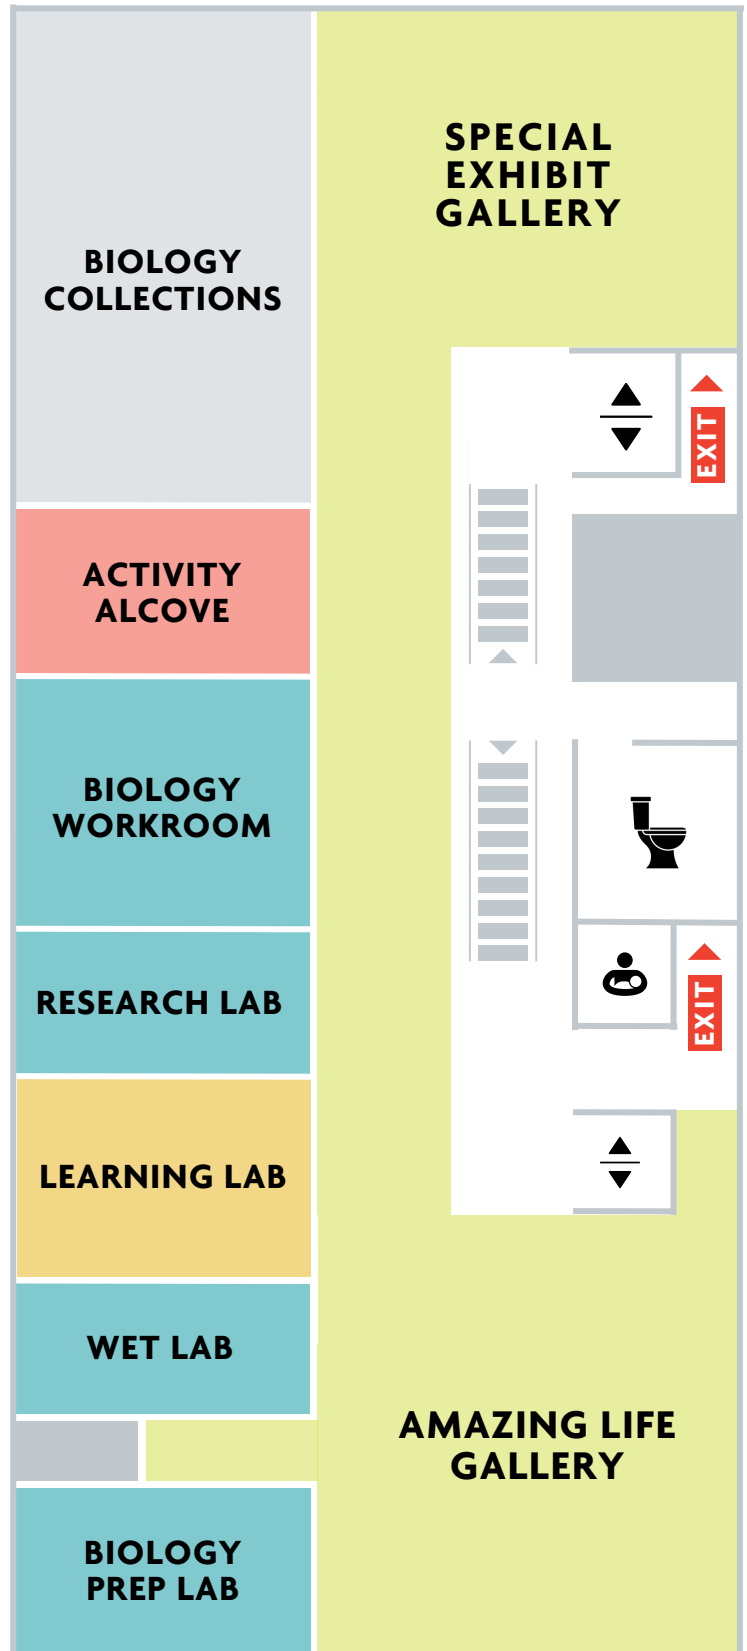 SPECIAL
EXHIBIT
GALLERY
BIOLOGY
COLLECTIONS
EXIT
ACTIVITY
ALCOVE
BIOLOGY
WORKROOM
RESEARCH LAB
EXIT
LEARNING LAB
WET LAB
AMAZING LIFE
GALLERY
BIOLOGY
PREP LAB